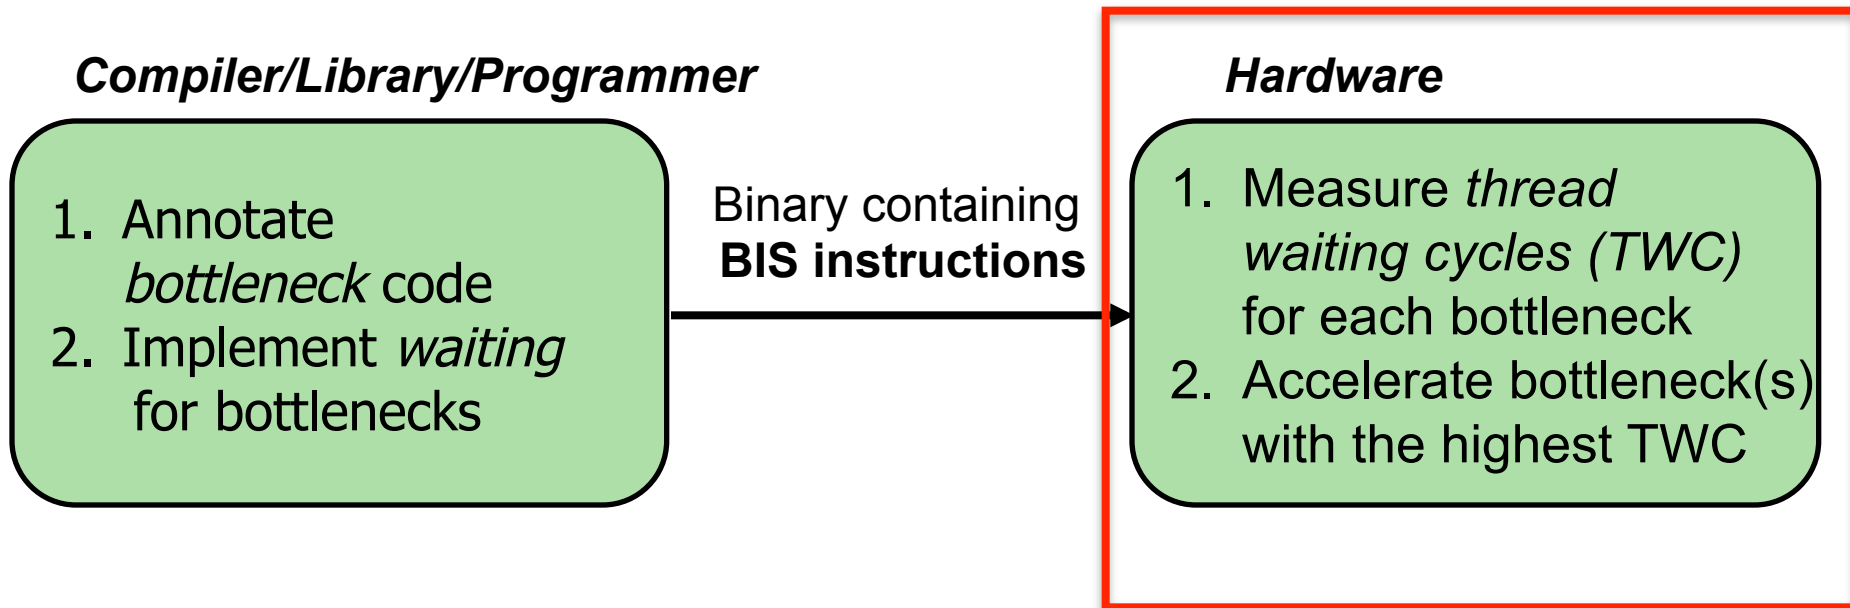 Compiler/Library/Programmer
1. Annotate
bottleneck code
2. Implement waiting
for bottlenecks
Binary containing
BIS instructions
Hardware
1. Measure thread
waiting cycles (TWC)
for each bottleneck
2. Accelerate bottleneck(s)
with the highest TWC